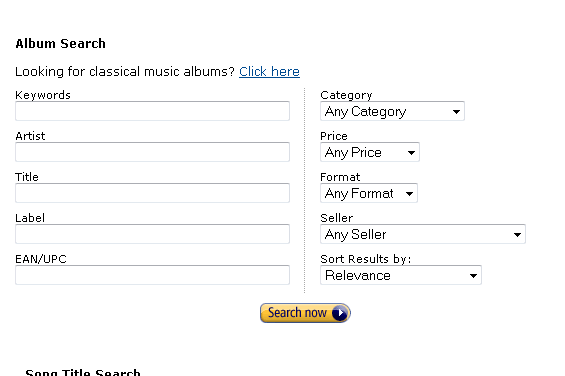 Album Search
Looking for classical music albums? Click here
Keywords
Category
Any Category
Artist
Price
Any Price
Title
Format
Any Format
Label
Seller
Any Seller
EAN/UPC
Sort Results by:
Relevance
Search now
Song Title Search